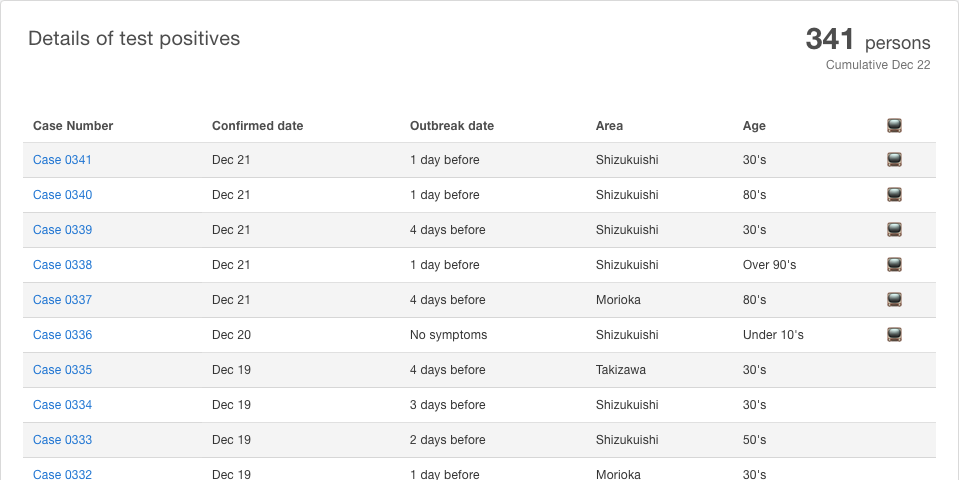 Details of test positives
341 persons
Cumulative Dec 22
Case Number Confirmed date Outbreak date Area Age
Case 0341 Dec 21 1 day before Shizukuishi 30's
Case 0340 Dec 21 1 day before Shizukuishi 80's
Case 0339 Dec 21 4 days before Shizukuishi 30's
Case 0338 Dec 21 1 day before Shizukuishi Over 90's
Case 0337 Dec 21 4 days before Morioka 80's
Case 0336 Dec 20 No symptoms Shizukuishi Under 10's
Case 0335 Dec 19 4 days before Takizawa 30's
Case 0334 Dec 19 3 days before Shizukuishi 30's
Case 0333 Dec 19 2 days before Shizukuishi 50's
Case 0332 Dec 19 1 day before Morioka 30's